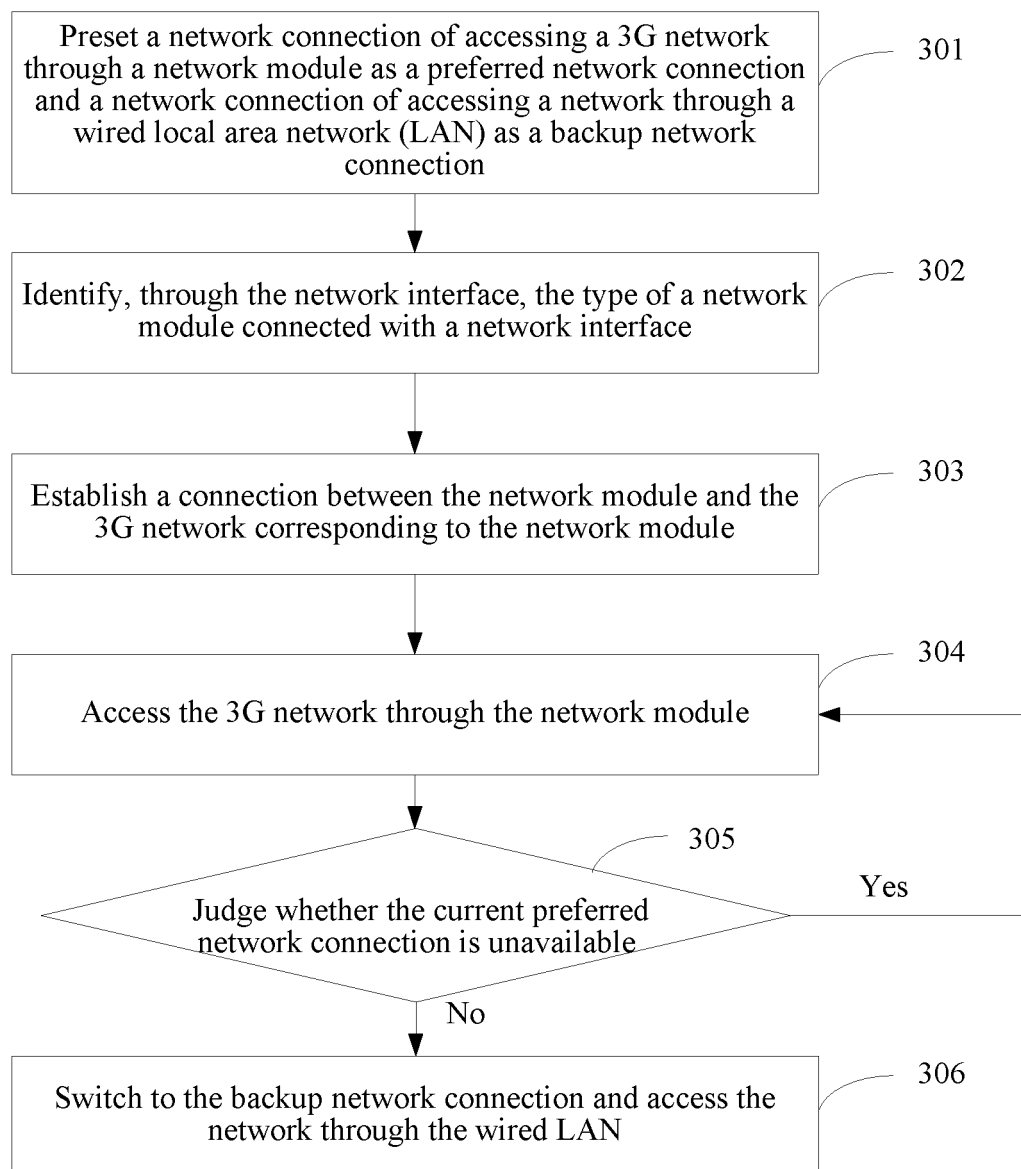 Preset a network connection of accessing a 3G network
through a network module as a preferred network connection
and a network connection of accessing a network through a
wired local area network (LAN) as a backup network
connection
301
Identify, through the network interface, the type of a network
module connected with a network interface
302
Establish a connection between the network module and the
3G network corresponding to the network module
303
Access the 3G network through the network module
304
Judge whether the current preferred
network connection is unavailable
305
Yes
No
Switch to the backup network connection and access the
network through the wired LAN
306